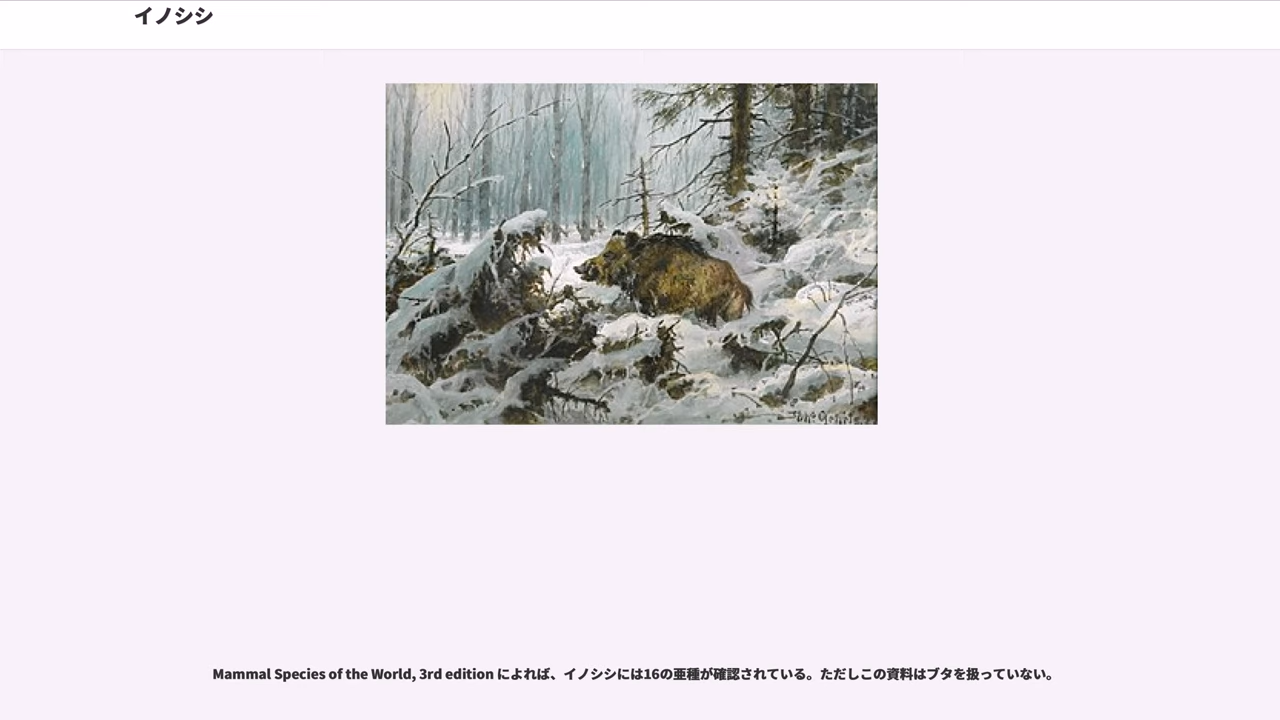 イノシシ
Mammal Species of the World, 3rd edition によれば、イノシシには16の亜種が確認されている。ただしこの資料はブタを扱っていない。